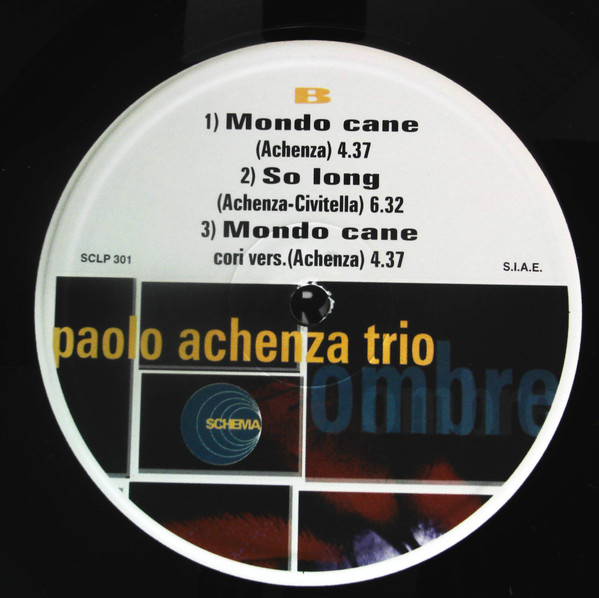 B
1) Mondo cane
(Achenza) 4.37
2) So long
(Achenza-Civitella) 6.32
3) Mondo cane
cori vers.(Achenza) 4.37
SCLP 301
S.I.A.E.
paolo achenza trio
ombre
SCHEMA